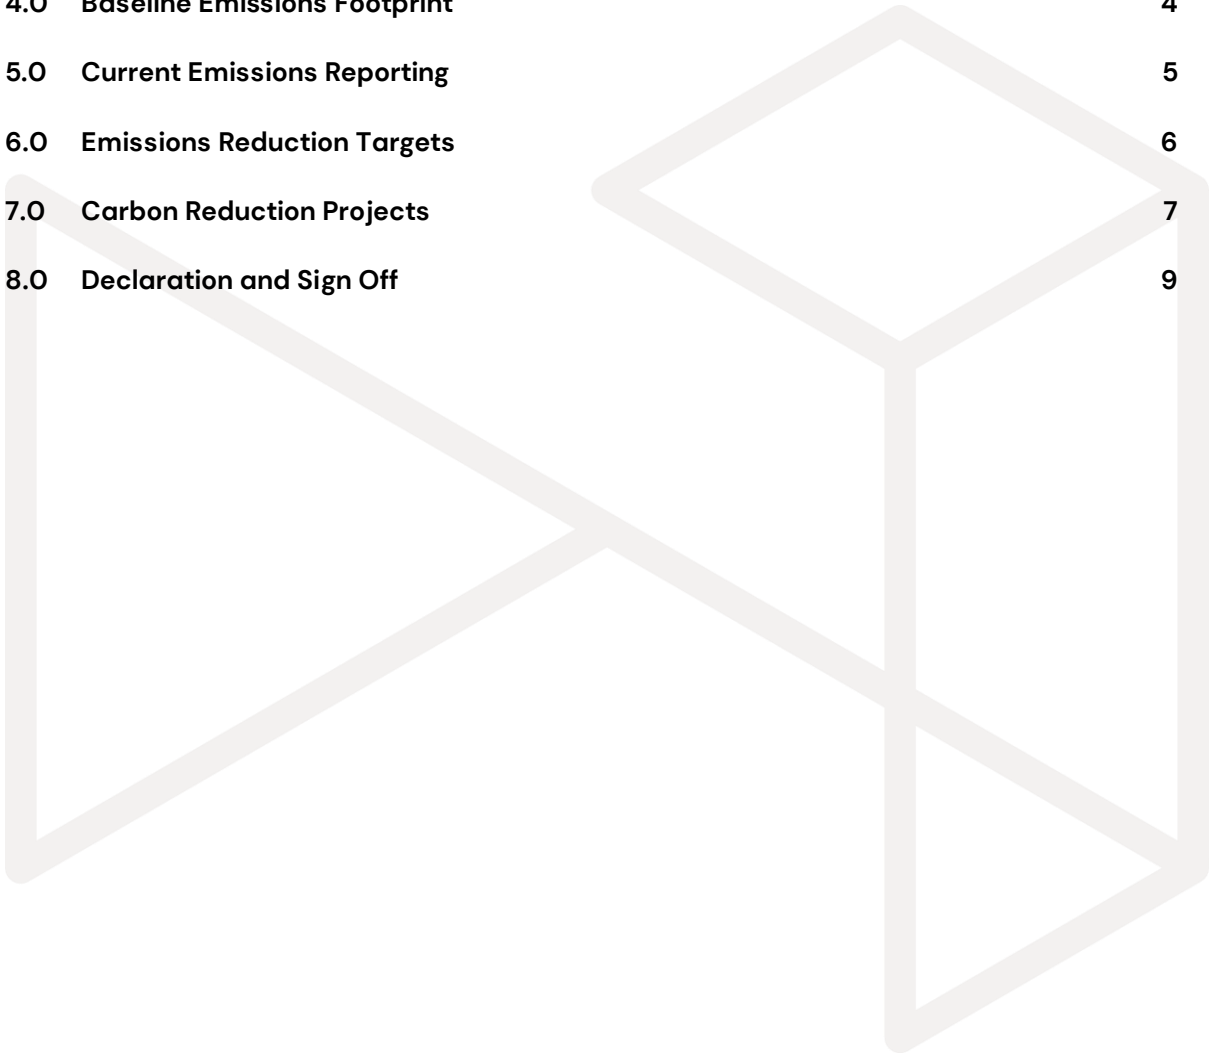 4.0 Baseline Emissions Footprint 4
5.0 Current Emissions Reporting 5
6.0 Emissions Reduction Targets 6
7.0 Carbon Reduction Projects 7
8.0 Declaration and Sign Off 9